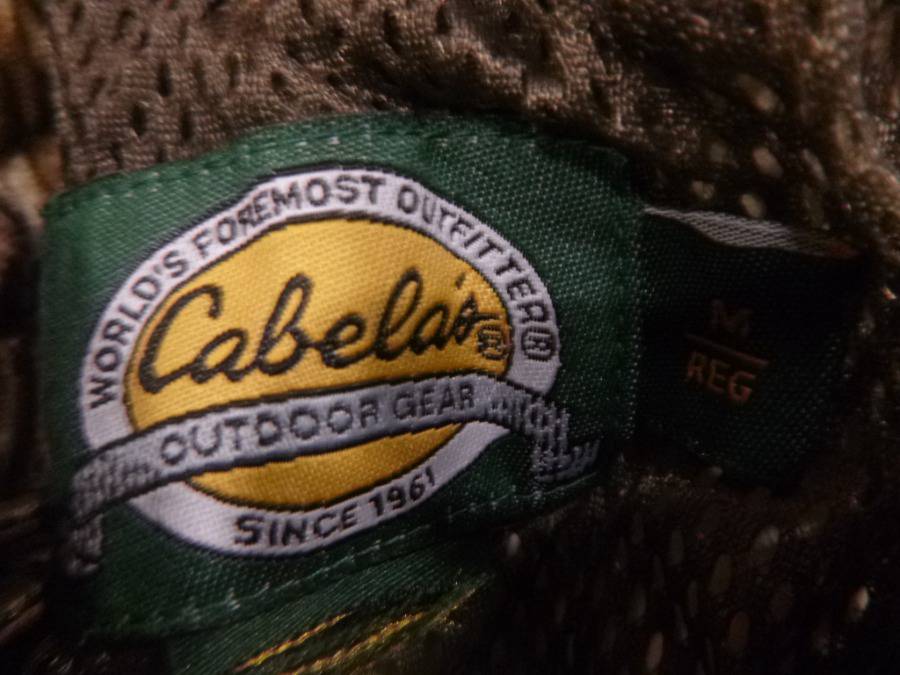 WORLD'S FOREMOST OUTFITTER®
Cabela's®
OUTDOOR GEAR
SINCE 1961
M
REG